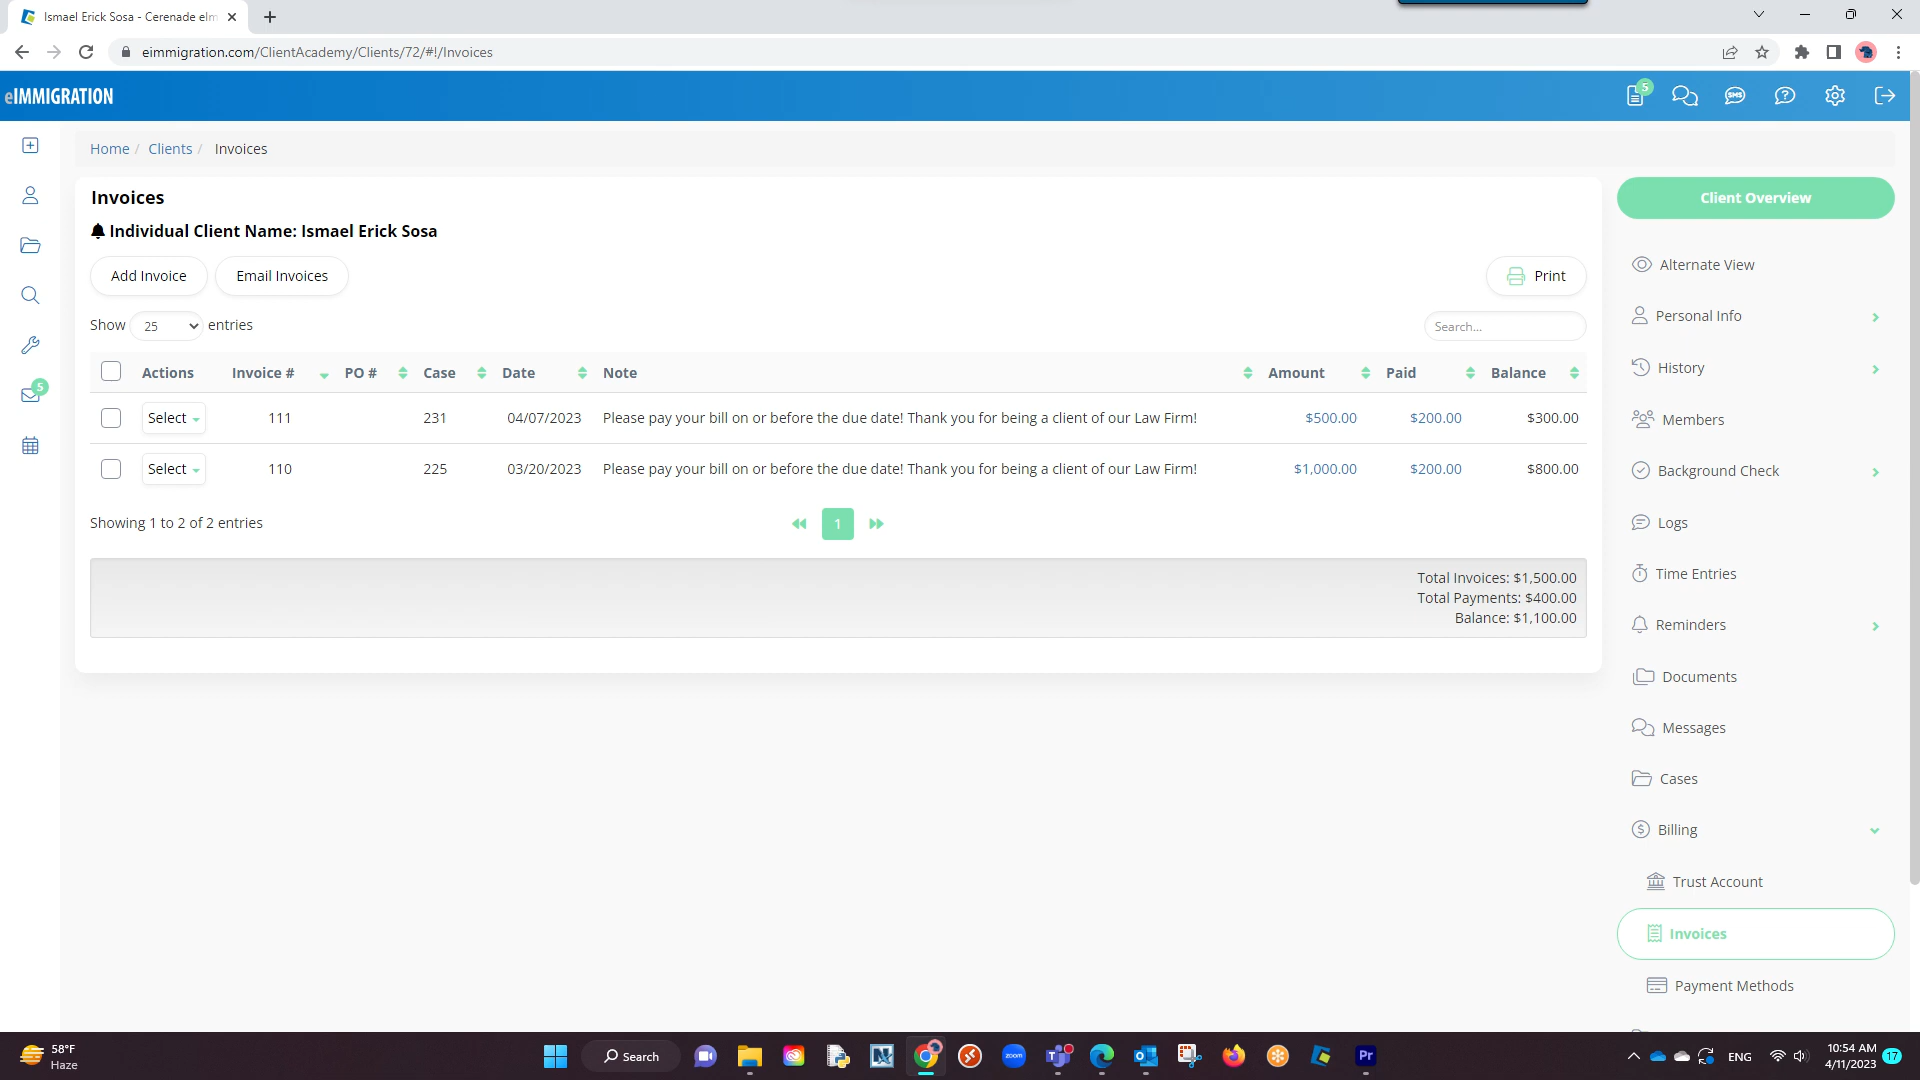 Ismael Erick Sosa - Cerenade elm
eimmigration.com/ClientAcademy/Clients/72/#!/Invoices
eIMMIGRATION
5
SMS
Home / Clients / Invoices
Invoices
Individual Client Name: Ismael Erick Sosa
Add Invoice Email Invoices Print
Show 25 entries Search...
Actions Invoice # PO # Case Date Note Amount Paid Balance
Select 111 231 04/07/2023 Please pay your bill on or before the due date! Thank you for being a client of our Law Firm! $500.00 $200.00 $300.00
Select 110 225 03/20/2023 Please pay your bill on or before the due date! Thank you for being a client of our Law Firm! $1,000.00 $200.00 $800.00
Showing 1 to 2 of 2 entries 1
Total Invoices: $1,500.00
Total Payments: $400.00
Balance: $1,100.00
5
Client Overview
Alternate View
Personal Info
History
Members
Background Check
Logs
Time Entries
Reminders
Documents
Messages
Cases
Billing
Trust Account
Invoices
Payment Methods
58°F
Haze
Search
zoom
Pr
ENG
10:54 AM
4/11/2023
17